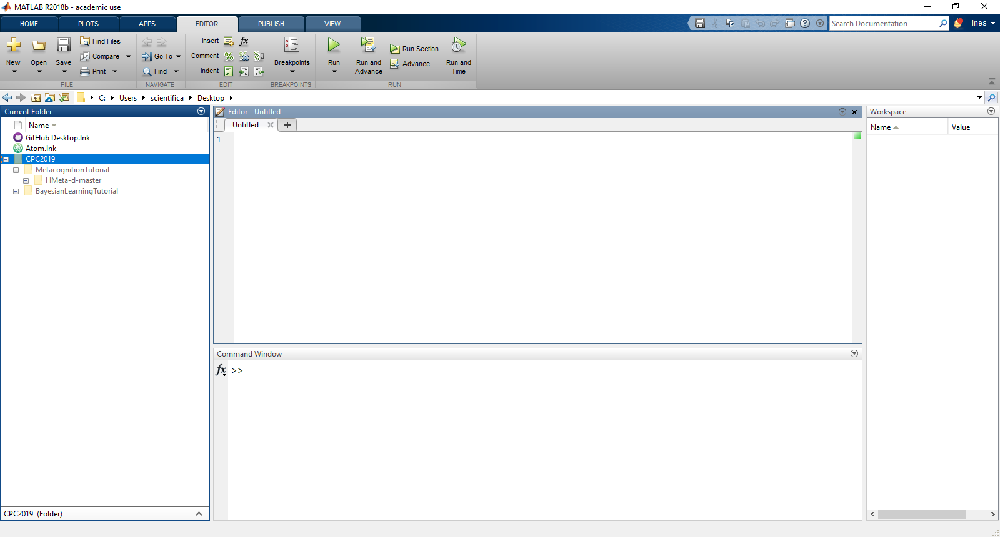 MATLAB R2018b - academic use
HOME PLOTS APPS EDITOR PUBLISH VIEW
Search Documentation
Ines
New
Open
Save
Find Files
Compare
Print
FILE
Go To
Find
NAVIGATE
Insert fx
Comment
Indent
EDIT
Breakpoints
BREAKPOINTS
Run
Run and Advance
Run Section
Advance
Run and Time
RUN
C: Users scientifica Desktop
Current Folder
Name
GitHub Desktop.lnk
Atom.lnk
CPC2019
MetacognitionTutorial
HMeta-d-master
BayesianLearningTutorial
CPC2019 (Folder)
Editor - Untitled
Untitled +
1
Command Window
fx >>
Workspace
Name Value